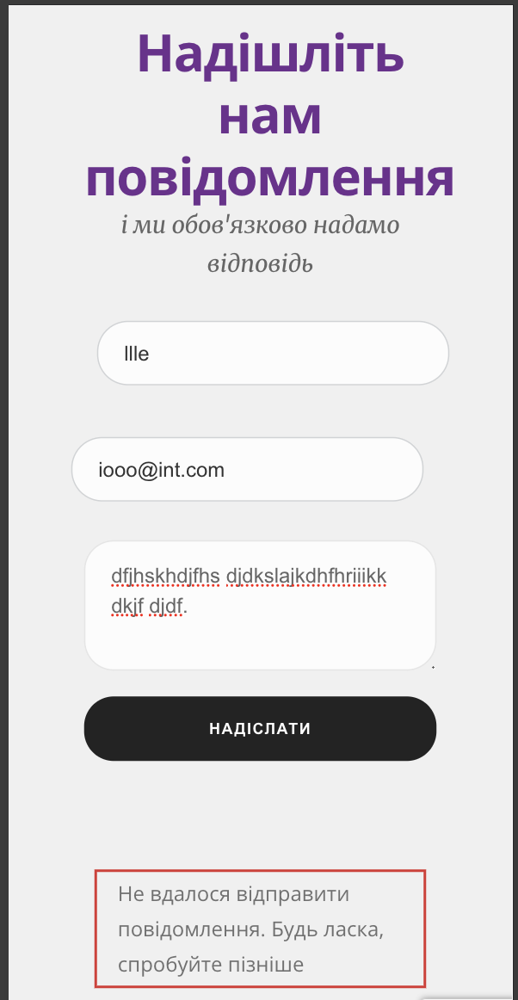 Надішліть
нам
повідомлення
і ми обов'язково надамо
відповідь
llle
iooo@int.com
dfjhskhdjfhs djdkslajkdhfhriiikk
dkjf djdf.
НАДІСЛАТИ
Не вдалося відправити
повідомлення. Будь ласка,
спробуйте пізніше